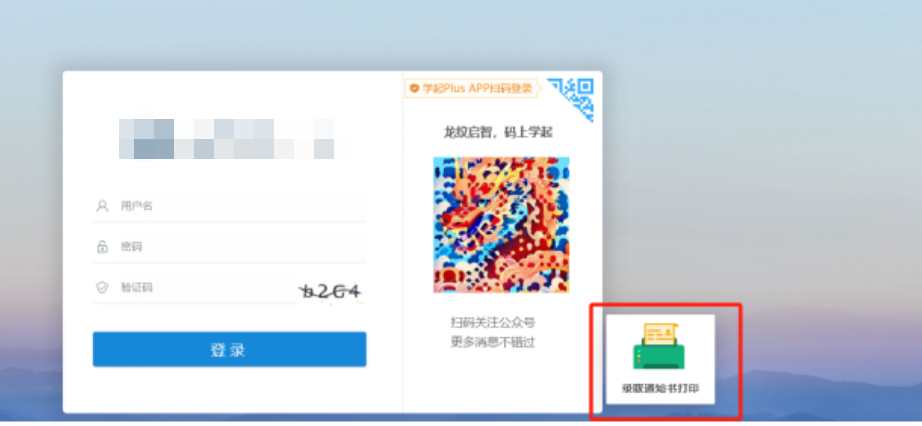 用户名
密码
验证码
b2G4
登录
学起Plus APP扫码登录
龙纹启智，码上学起
扫码关注公众号
更多消息不错过
录取通知书打印